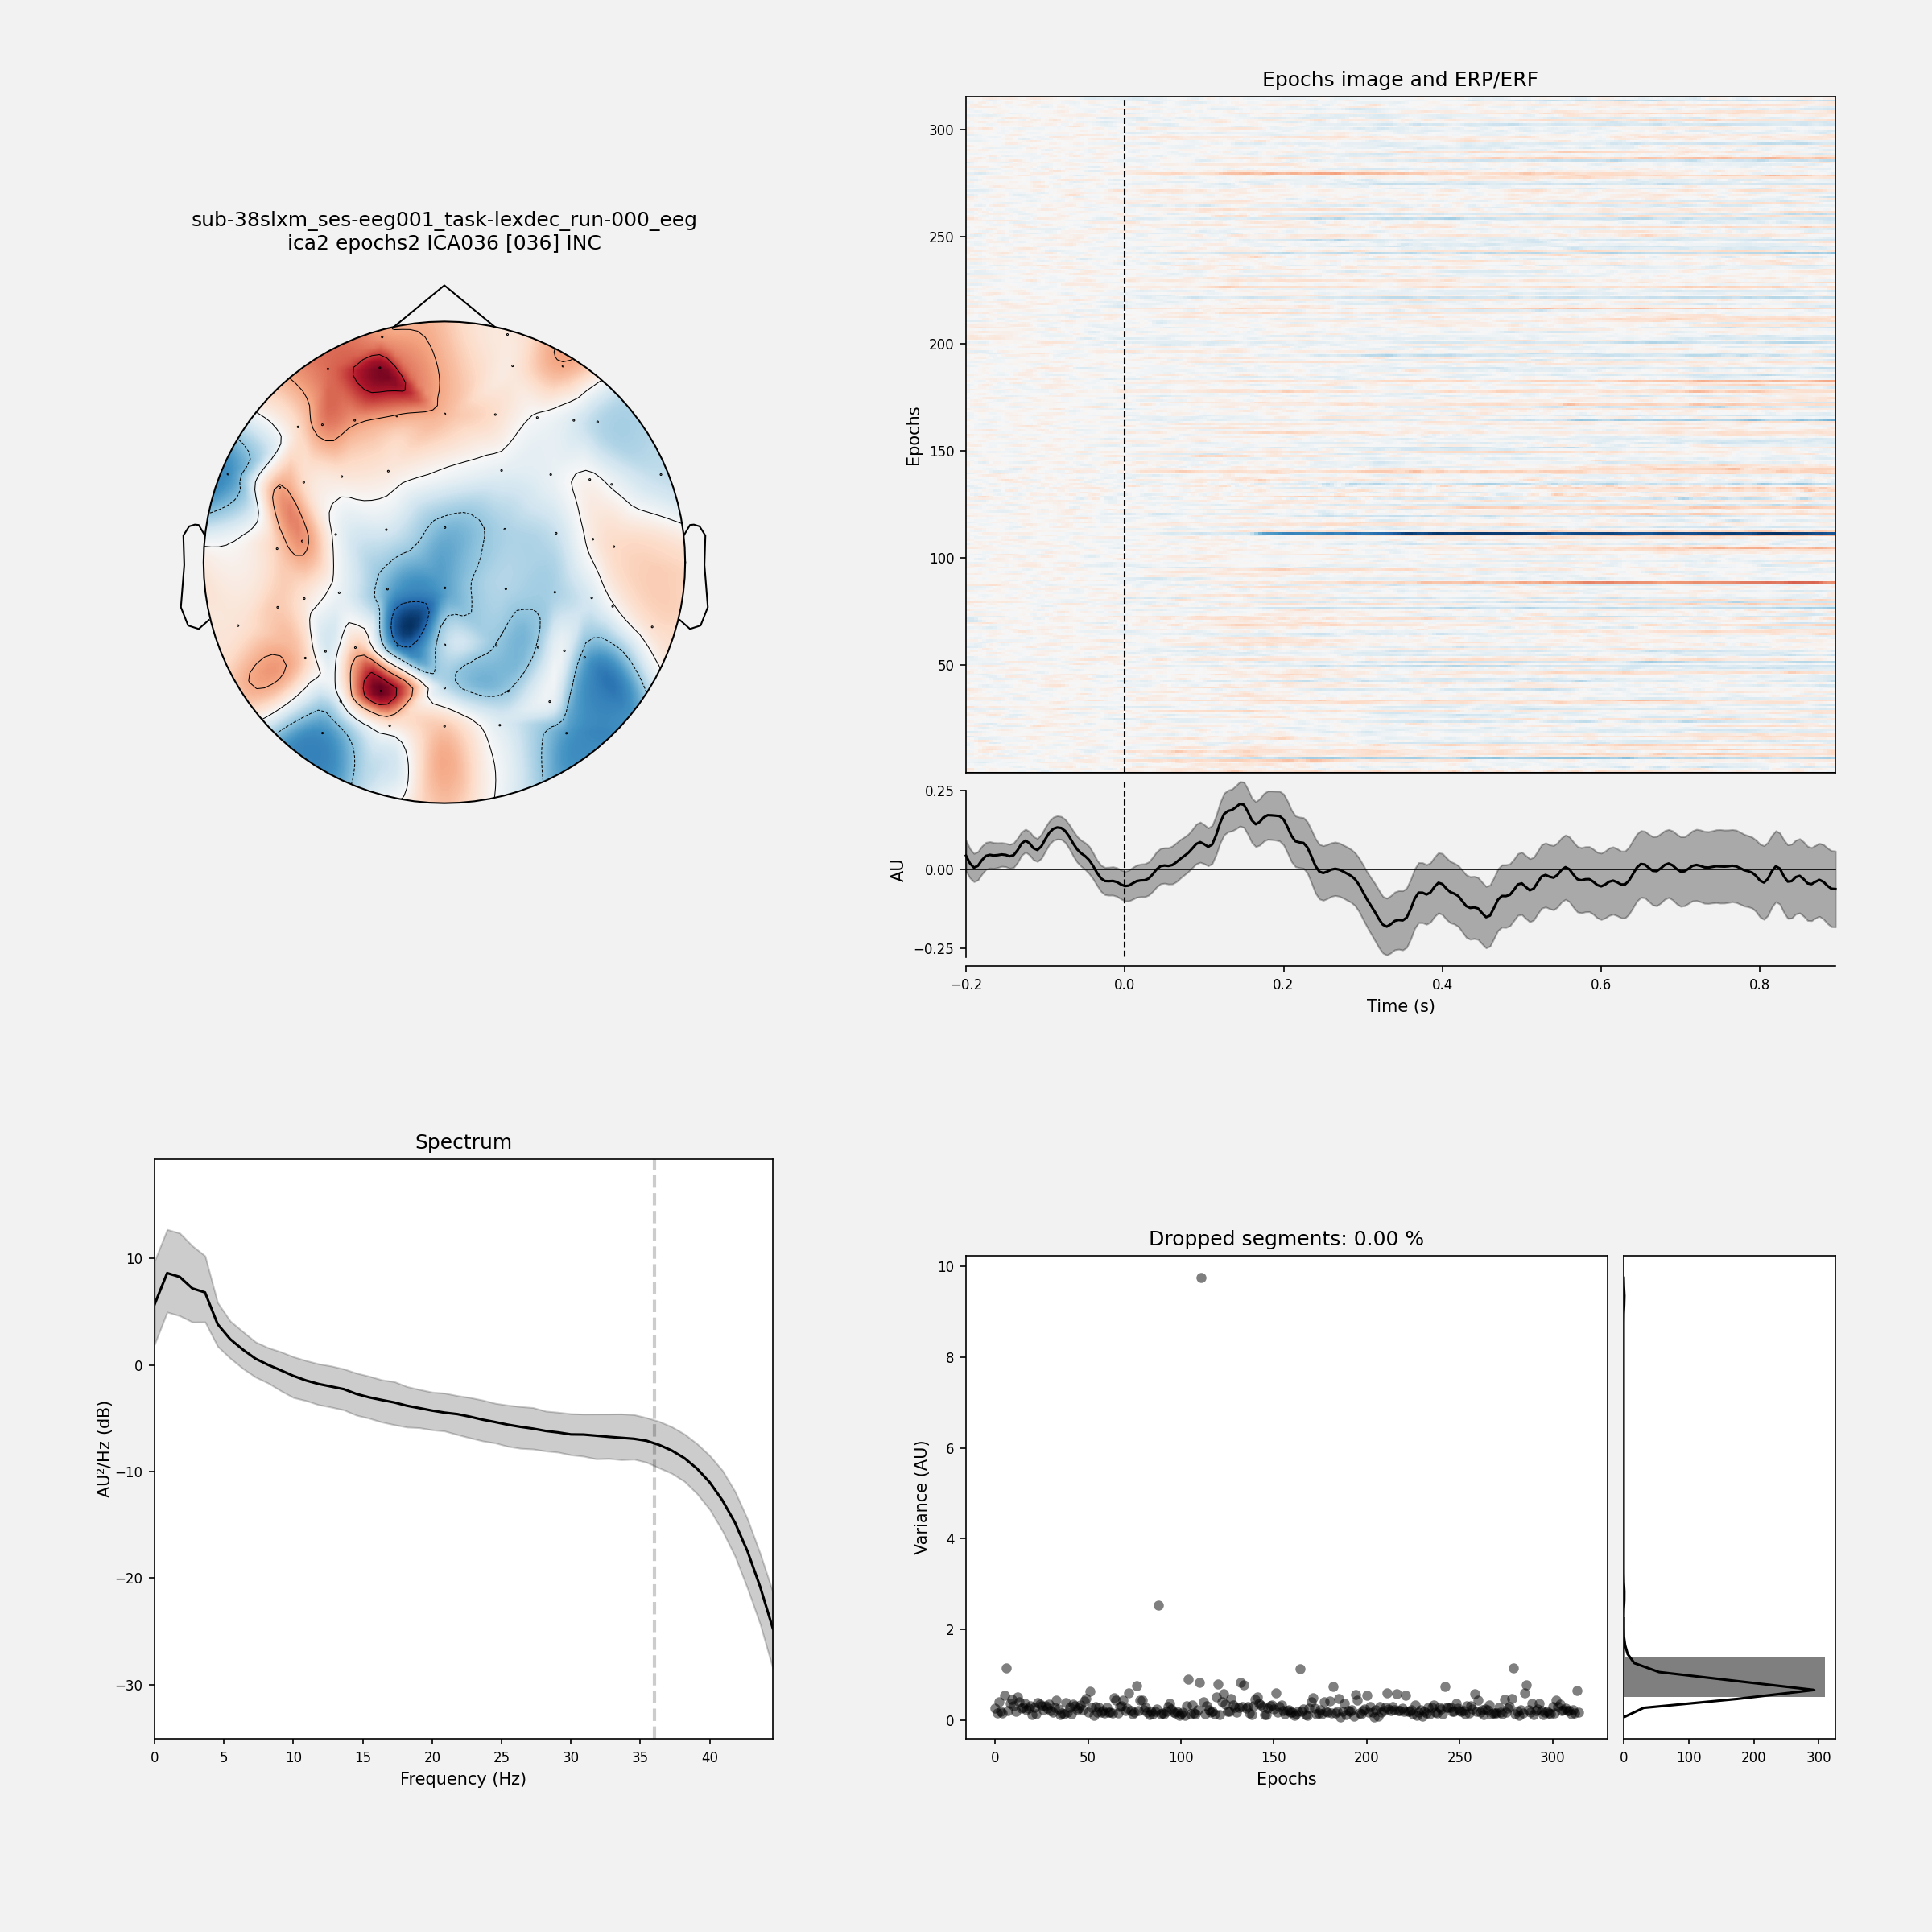 sub-38slxm_ses-eeg001_task-lexdec_run-000_eeg
ica2 epochs2 ICA036 [036] INC
Epochs image and ERP/ERF
300
250
200
150
100
50
Epochs
0.25
0.00
−0.25
AU
−0.2 0.0 0.2 0.4 0.6 0.8
Time (s)
Spectrum
10
0
−10
−20
−30
AU²/Hz (dB)
0 5 10 15 20 25 30 35 40
Frequency (Hz)
Dropped segments: 0.00 %
10
8
6
4
2
0
Variance (AU)
0 50 100 150 200 250 300
Epochs
0 100 200 300